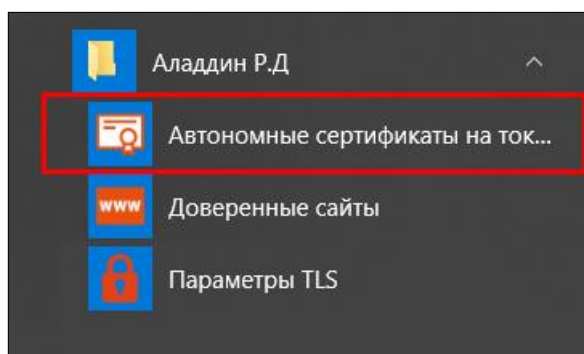 Аладдин Р.Д
Автономные сертификаты на ток...
www
Доверенные сайты
Параметры TLS